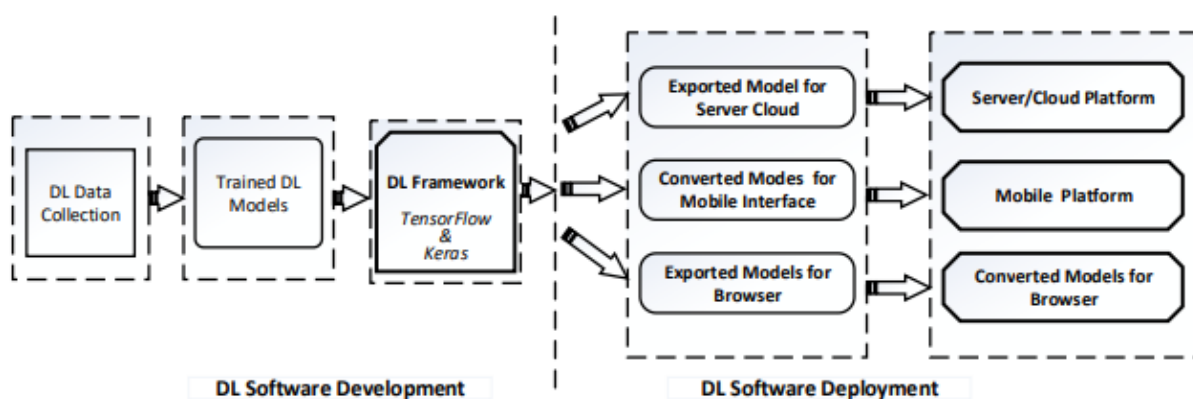 DL Data
Collection
Trained DL
Models
DL Framework
TensorFlow
&
Keras
Exported Model for
Server Cloud
Converted Modes for
Mobile Interface
Exported Models for
Browser
Server/Cloud Platform
Mobile Platform
Converted Models for
Browser
DL Software Development
DL Software Deployment